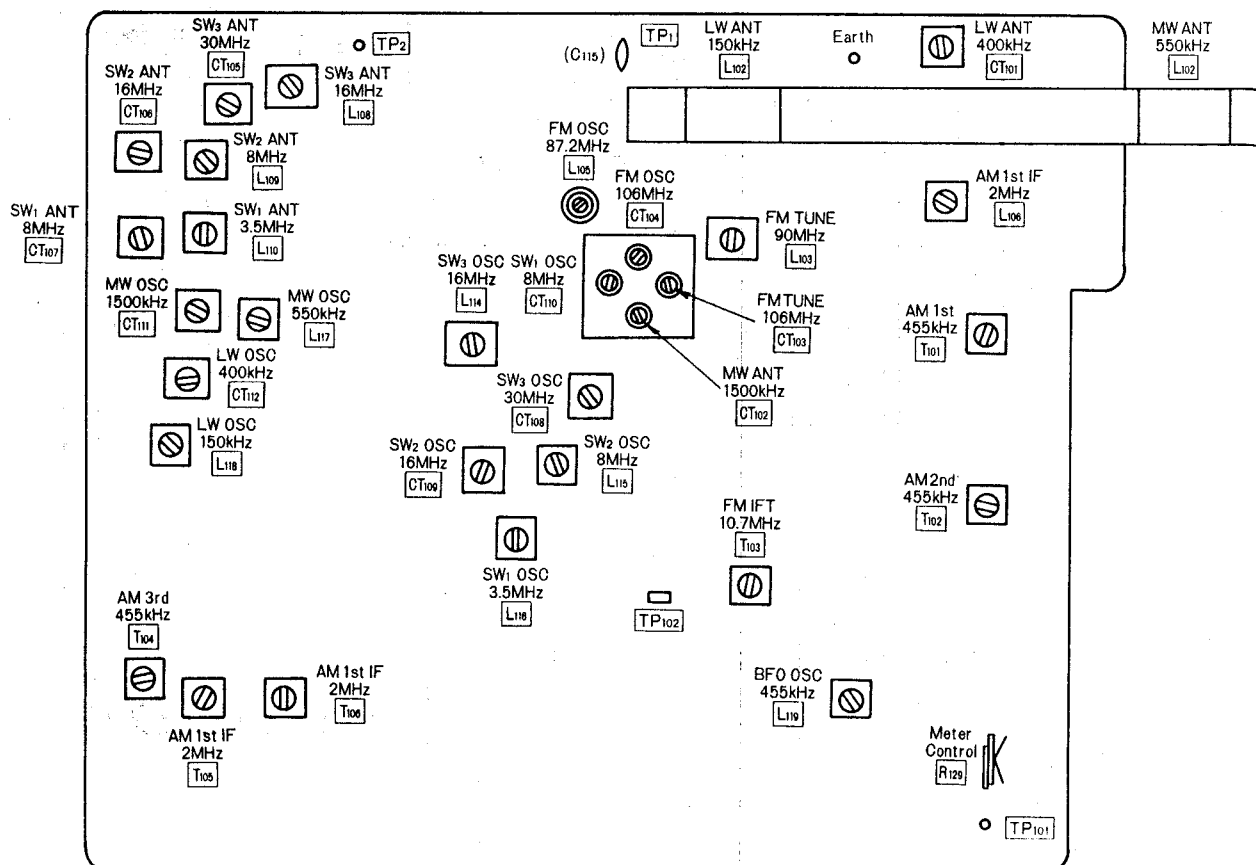 SW3 ANT
30MHz
CT105
TP2
SW3 ANT
16MHz
L108
SW2 ANT
16MHz
CT106
SW2 ANT
8MHz
L109
SW1 ANT
8MHz
CT107
SW1 ANT
3.5MHz
L110
(C115)
TP1
LW ANT
150kHz
L102
Earth
LW ANT
400kHz
CT101
MW ANT
550kHz
L102
FM OSC
87.2MHz
L105
FM OSC
106MHz
CT104
FM TUNE
90MHz
L103
AM 1st IF
2MHz
L106
MW OSC
1500kHz
CT111
MW OSC
550kHz
L117
SW3 OSC
16MHz
L114
SW1 OSC
8MHz
CT110
FM TUNE
106MHz
CT103
AM 1st
455kHz
T101
LW OSC
400kHz
CT112
MW ANT
1500kHz
CT102
SW3 OSC
30MHz
CT108
LW OSC
150kHz
L118
SW2 OSC
16MHz
CT109
SW2 OSC
8MHz
L115
AM 2nd
455kHz
T102
FM IFT
10.7MHz
T103
SW1 OSC
3.5MHz
L116
TP102
AM 3rd
455kHz
T104
AM 1st IF
2MHz
T106
AM 1st IF
2MHz
T105
BFO OSC
455kHz
L119
Meter
Control
R129
TP101